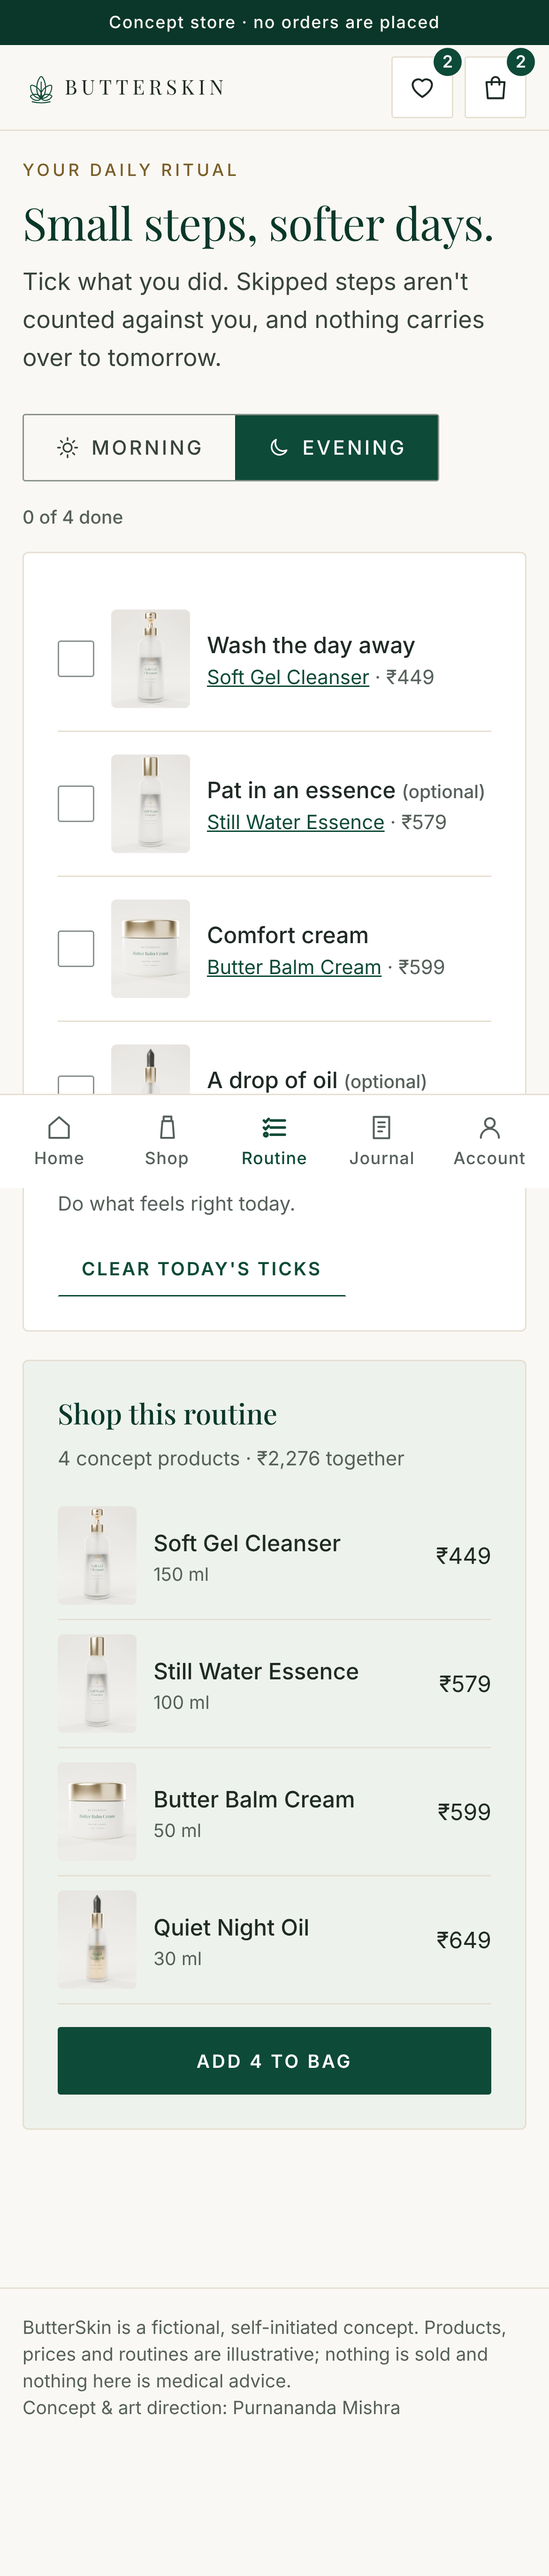 Concept store · no orders are placed
BUTTERSKIN
2
2
YOUR DAILY RITUAL
Small steps, softer days.
Tick what you did. Skipped steps aren't
counted against you, and nothing carries
over to tomorrow.
MORNING
EVENING
0 of 4 done
Wash the day away
Soft Gel Cleanser · ₹449
Pat in an essence (optional)
Still Water Essence · ₹579
Comfort cream
Butter Balm Cream · ₹599
Butter Balm Cream
A drop of oil (optional)
Home
Shop
Routine
Journal
Account
Do what feels right today.
CLEAR TODAY'S TICKS
Shop this routine
4 concept products · ₹2,276 together
Soft Gel Cleanser
₹449
150 ml
Still Water Essence
₹579
100 ml
Butter Balm Cream
Butter Balm Cream
₹599
50 ml
Quiet Night Oil
₹649
30 ml
ADD 4 TO BAG
ButterSkin is a fictional, self-initiated concept. Products,
prices and routines are illustrative; nothing is sold and
nothing here is medical advice.
Concept & art direction: Purnananda Mishra